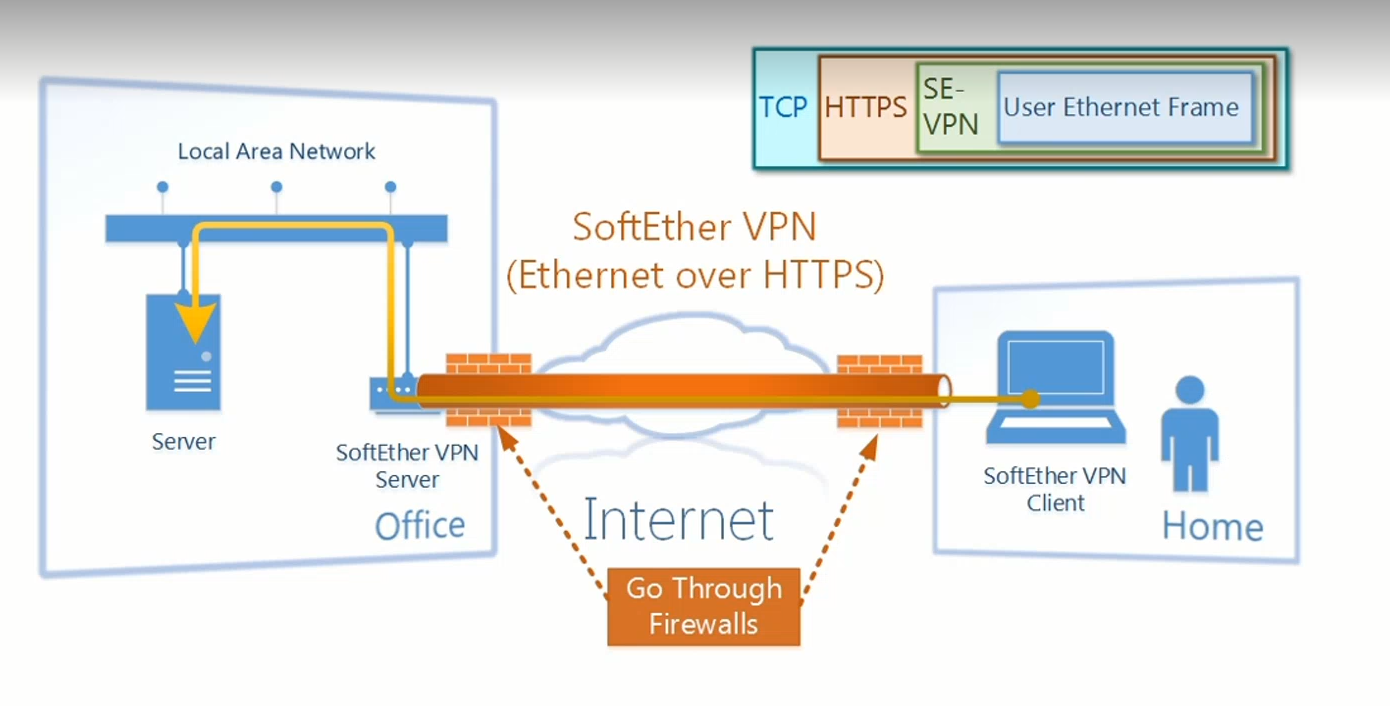 TCP
HTTPS
SE-
VPN
User Ethernet Frame
Local Area Network
SoftEther VPN
(Ethernet over HTTPS)
Server
SoftEther VPN
Server
Office
Internet
SoftEther VPN
Client
Home
Go Through
Firewalls